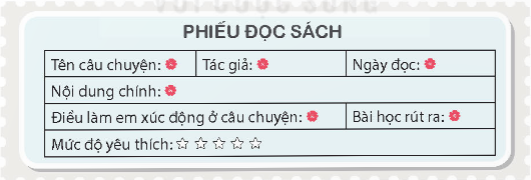 PHIẾU ĐỌC SÁCH
Tên câu chuyện: Tác giả: Ngày đọc:
Nội dung chính:
Điều làm em xúc động ở câu chuyện: Bài học rút ra:
Mức độ yêu thích: ☆ ☆ ☆ ☆ ☆